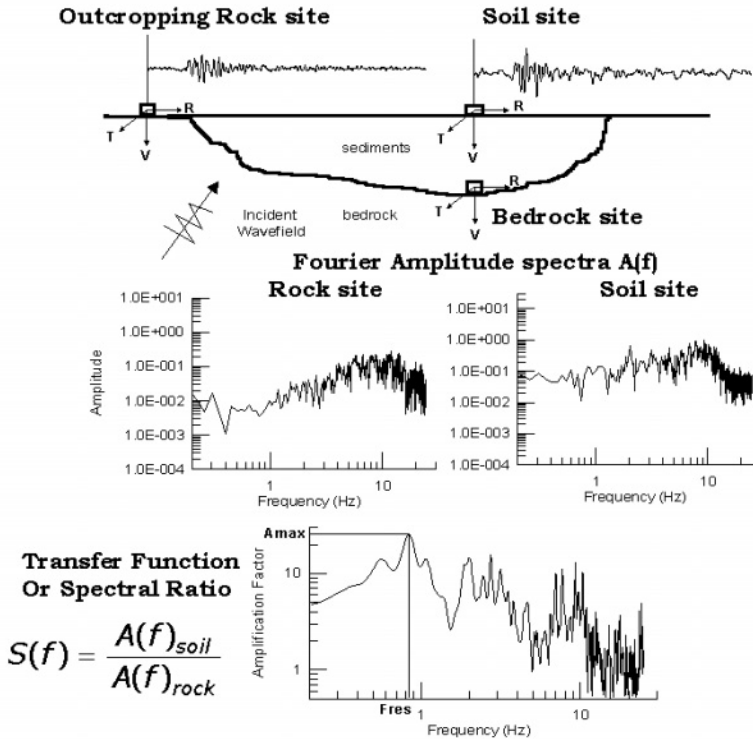 Outcropping Rock site Soil site
R R
T V T V
sediments
R
T V
Bedrock site
Incident bedrock
Wavefield
Fourier Amplitude spectra A(f)
Rock site Soil site
1.0E+001 1.0E+001
1.0E+000 1.0E+000
1.0E-001 1.0E-001
1.0E-002 1.0E-002
1.0E-003 1.0E-003
1.0E-004 1.0E-004
Amplitude
1 10 1 10
Frequency (Hz) Frequency (Hz)
Transfer Function
Or Spectral Ratio
S(f) = A(f)soil
A(f)rock
Amax
10
1
Amplification Factor
Fres 1 10
Frequency (Hz)